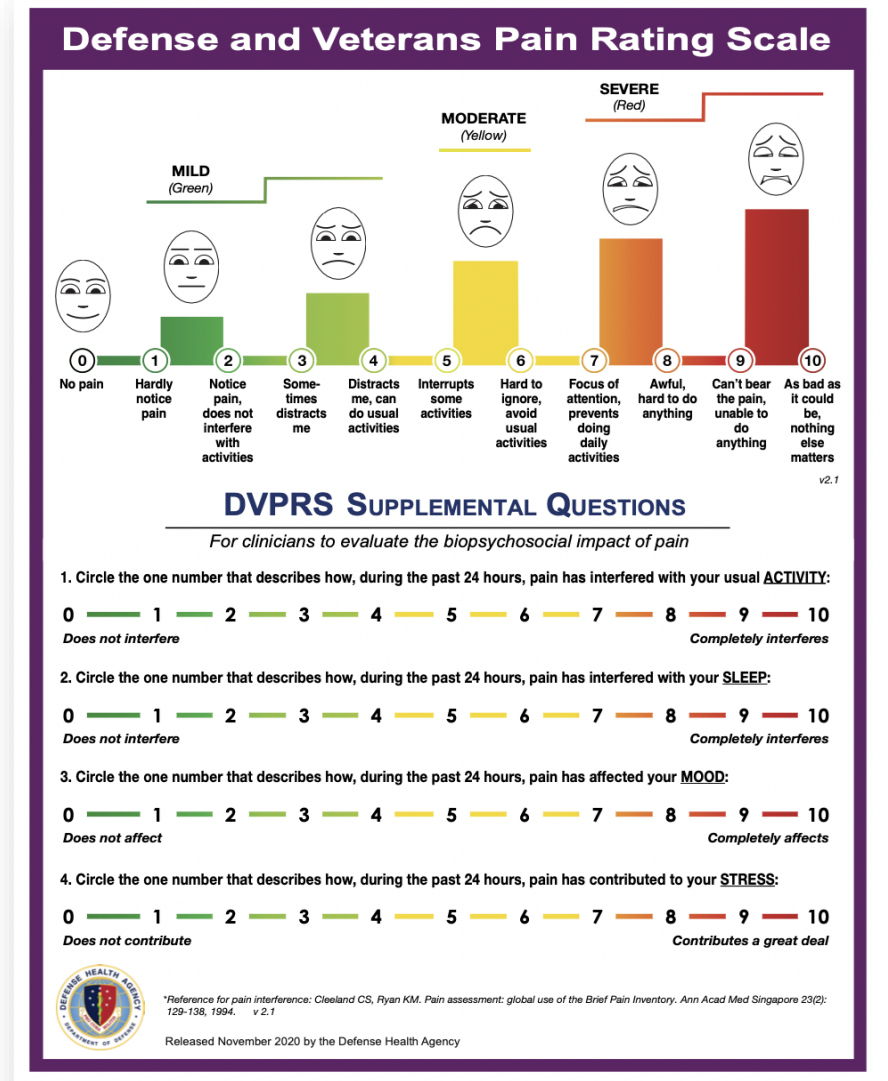 Defense and Veterans Pain Rating Scale
SEVERE
(Red)
MODERATE
(Yellow)
MILD
(Green)
0 1 2 3 4 5 6 7 8 9 10
No pain
Hardly
notice
pain
Notice
pain,
does not
interfere
with
activities
Some-
times
distracts
me
Distracts
me, can
do usual
activities
Interrupts
some
activities
Hard to
ignore,
avoid
usual
activities
Focus of
attention,
prevents
doing
daily
activities
Awful,
hard to do
anything
Can't bear
the pain,
unable to
do
anything
As bad as
it could
be,
nothing
else
matters
v2.1
DVPRS SUPPLEMENTAL QUESTIONS
For clinicians to evaluate the biopsychosocial impact of pain
1. Circle the one number that describes how, during the past 24 hours, pain has interfered with your usual ACTIVITY:
0 1 2 3 4 5 6 7 8 9 10
Does not interfere Completely interferes
2. Circle the one number that describes how, during the past 24 hours, pain has interfered with your SLEEP:
0 1 2 3 4 5 6 7 8 9 10
Does not interfere Completely interferes
3. Circle the one number that describes how, during the past 24 hours, pain has affected your MOOD:
0 1 2 3 4 5 6 7 8 9 10
Does not affect Completely affects
4. Circle the one number that describes how, during the past 24 hours, pain has contributed to your STRESS:
0 1 2 3 4 5 6 7 8 9 10
Does not contribute Contributes a great deal
DEFENSE HEALTH AGENCY
DEPARTMENT OF DEFENSE
*Reference for pain interference: Cleeland CS, Ryan KM. Pain assessment: global use of the Brief Pain Inventory. Ann Acad Med Singapore 23(2):
129-138, 1994. v 2.1
Released November 2020 by the Defense Health Agency